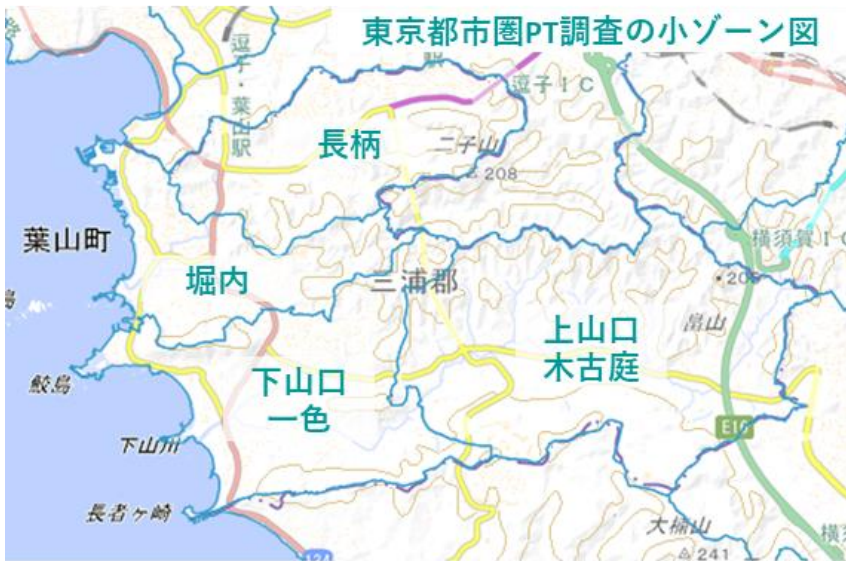 東京都市圏PT調査の小ゾーン図
逗子・葉山駅
駅
逗子IC
長柄
二子山
208
葉山町
横須賀IC
堀内
三浦郡
島
畠山
上山口
木古庭
鮫島
下山口
一色
E16
下山川
長者ヶ崎
大楠山
241
横